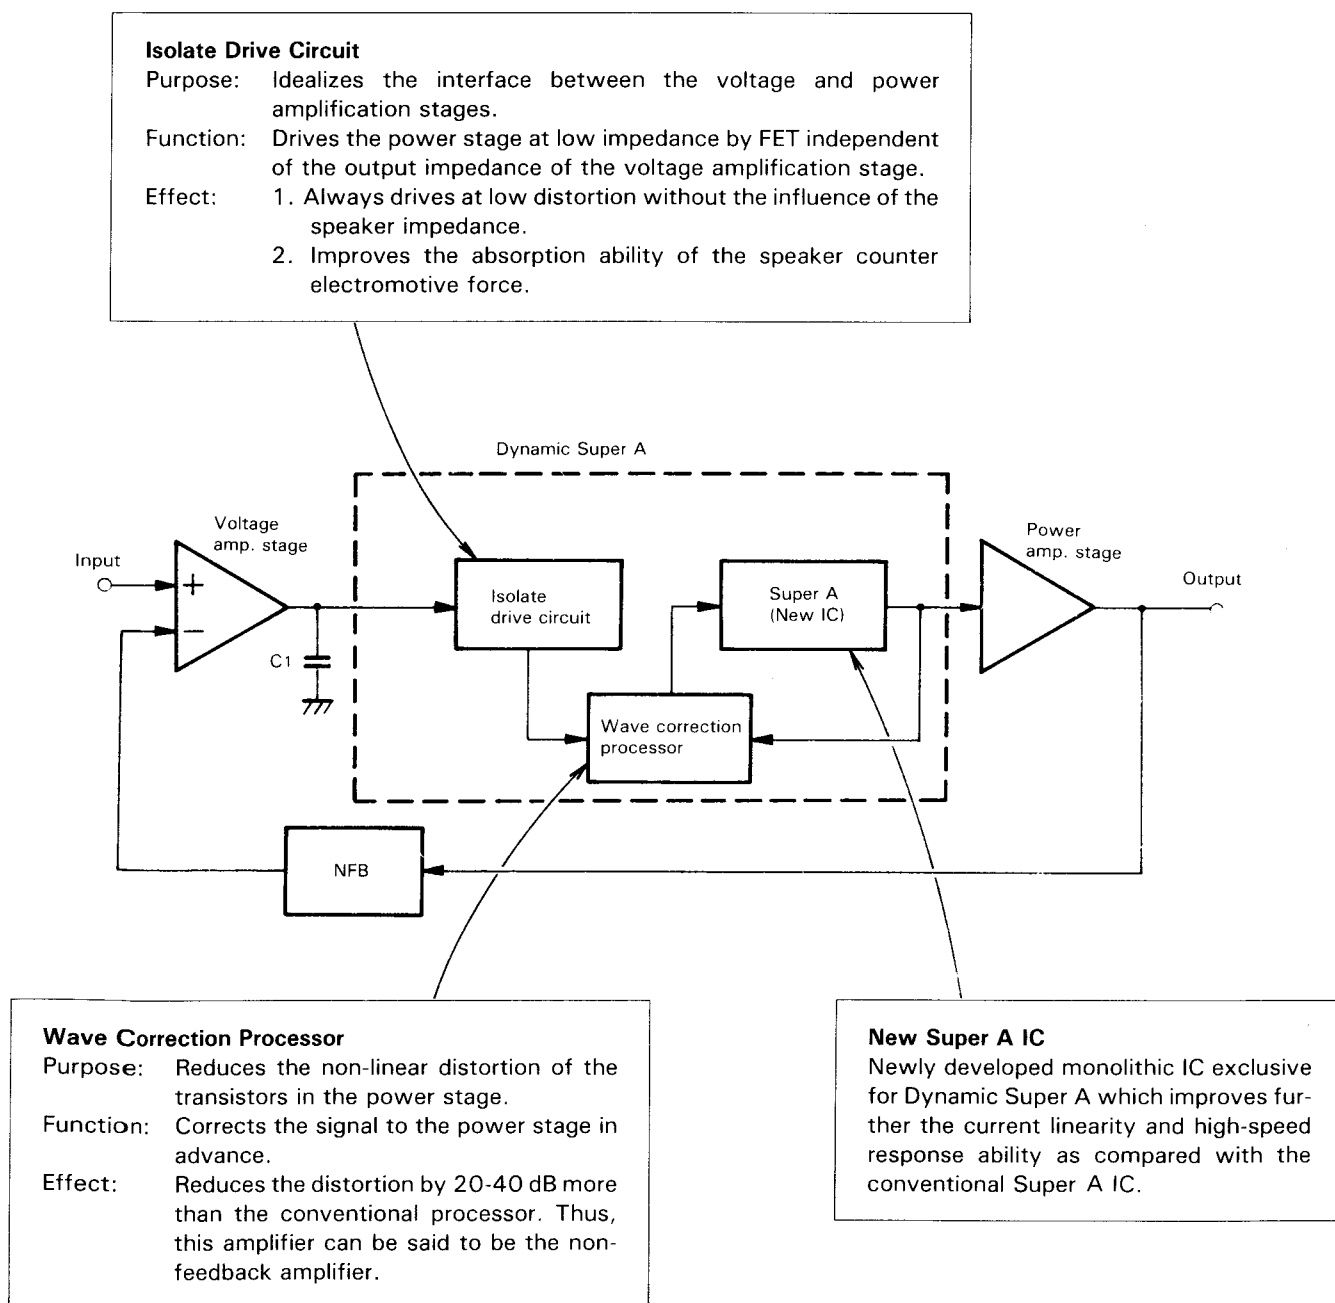 Isolate Drive Circuit
Purpose: Idealizes the interface between the voltage and power
amplification stages.
Function: Drives the power stage at low impedance by FET independent
of the output impedance of the voltage amplification stage.
Effect: 1. Always drives at low distortion without the influence of the
speaker impedance.
2. Improves the absorption ability of the speaker counter
electromotive force.
Dynamic Super A
Voltage
amp. stage
Input
+
−
C1
Isolate
drive circuit
Super A
(New IC)
Wave correction
processor
Power
amp. stage
Output
NFB
Wave Correction Processor
Purpose: Reduces the non-linear distortion of the
transistors in the power stage.
Function: Corrects the signal to the power stage in
advance.
Effect: Reduces the distortion by 20-40 dB more
than the conventional processor. Thus,
this amplifier can be said to be the non-
feedback amplifier.
New Super A IC
Newly developed monolithic IC exclusive
for Dynamic Super A which improves fur-
ther the current linearity and high-speed
response ability as compared with the
conventional Super A IC.